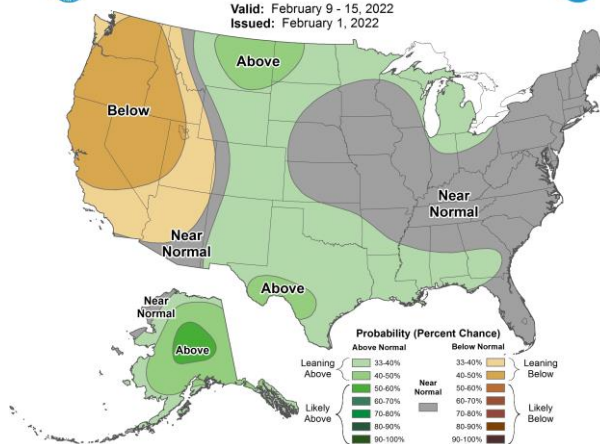 Valid: February 9 - 15, 2022
Issued: February 1, 2022
Above
Below
Near
Normal
Near
Normal
Above
Near
Normal
Above
Probability (Percent Chance)
Above Normal
Below Normal
Leaning
Above
33-40%
40-50%
Likely
Above
50-60%
60-70%
70-80%
80-90%
90-100%
Near
Normal
33-40%
40-50%
Leaning
Below
50-60%
60-70%
70-80%
80-90%
90-100%
Likely
Below